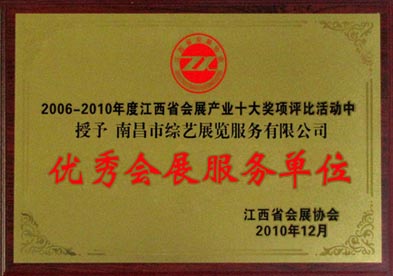 2006-2010年度江西省会展产业十大奖项评比活动中
授予 南昌市综艺展览服务有限公司
优秀会展服务单位
江西省会展协会
2010年12月